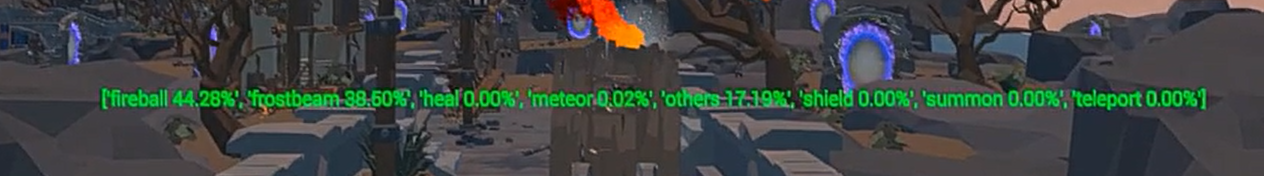 ['fireball 44.28%', 'frostbeam 38.50%', 'heal 0.00%', 'meteor 0.02%', 'others 17.19%', 'shield 0.00%', 'summon 0.00%', 'teleport 0.00%']